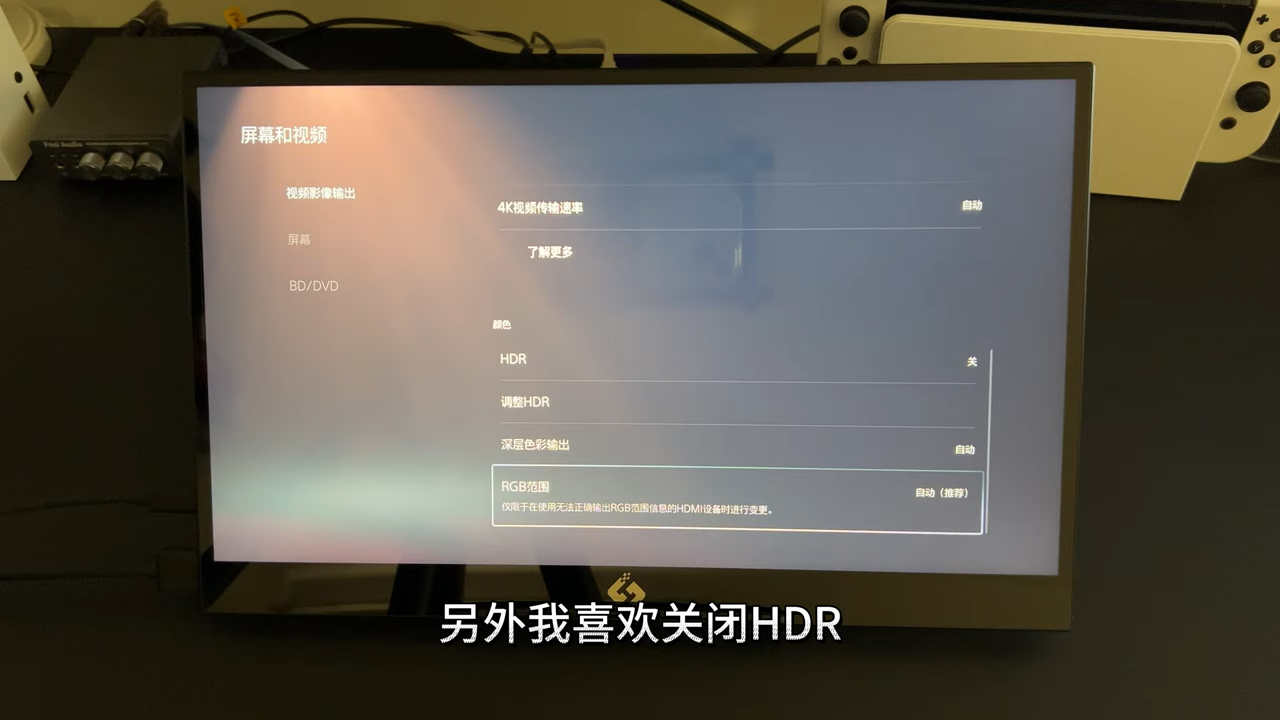 屏幕和视频
视频影像输出
屏幕
BD/DVD
4K视频传输速率
自动
了解更多
颜色
HDR
关
调整HDR
深层色彩输出
自动
RGB范围
自动（推荐）
仅限于在使用无法正确输出RGB范围信息的HDMI设备时进行变更。
另外我喜欢关闭HDR